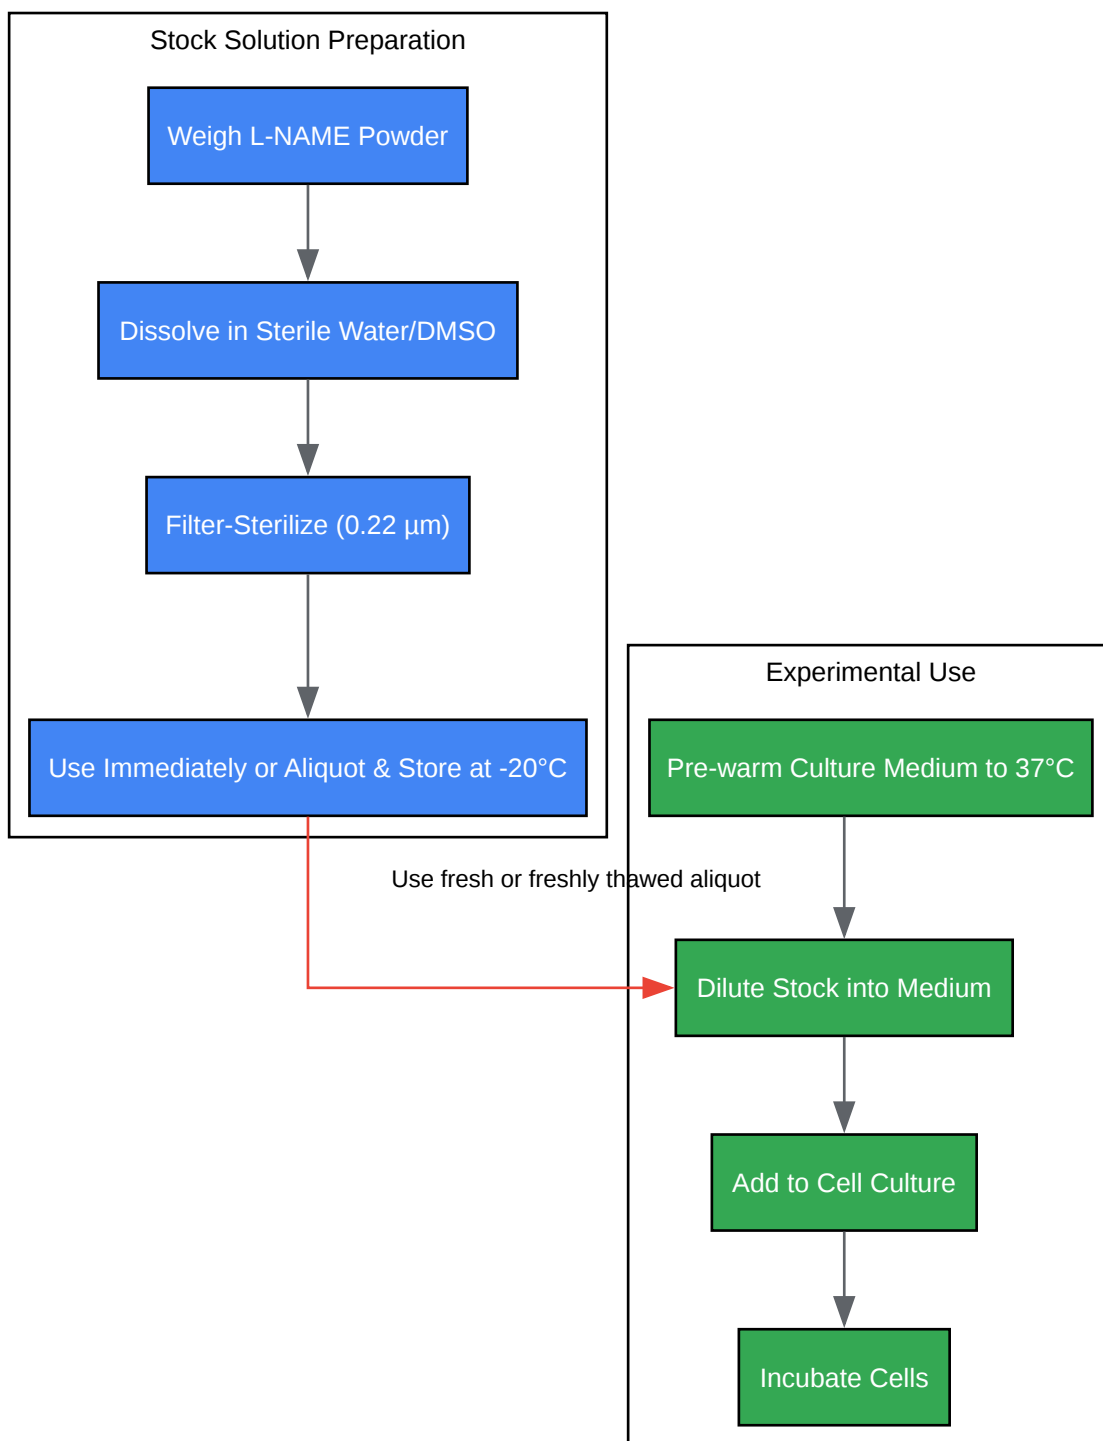 Stock Solution Preparation
Weigh L-NAME Powder
Dissolve in Sterile Water/DMSO
Filter-Sterilize (0.22 µm)
Use Immediately or Aliquot & Store at -20°C
Use fresh or freshly thawed aliquot
Experimental Use
Pre-warm Culture Medium to 37°C
Dilute Stock into Medium
Add to Cell Culture
Incubate Cells